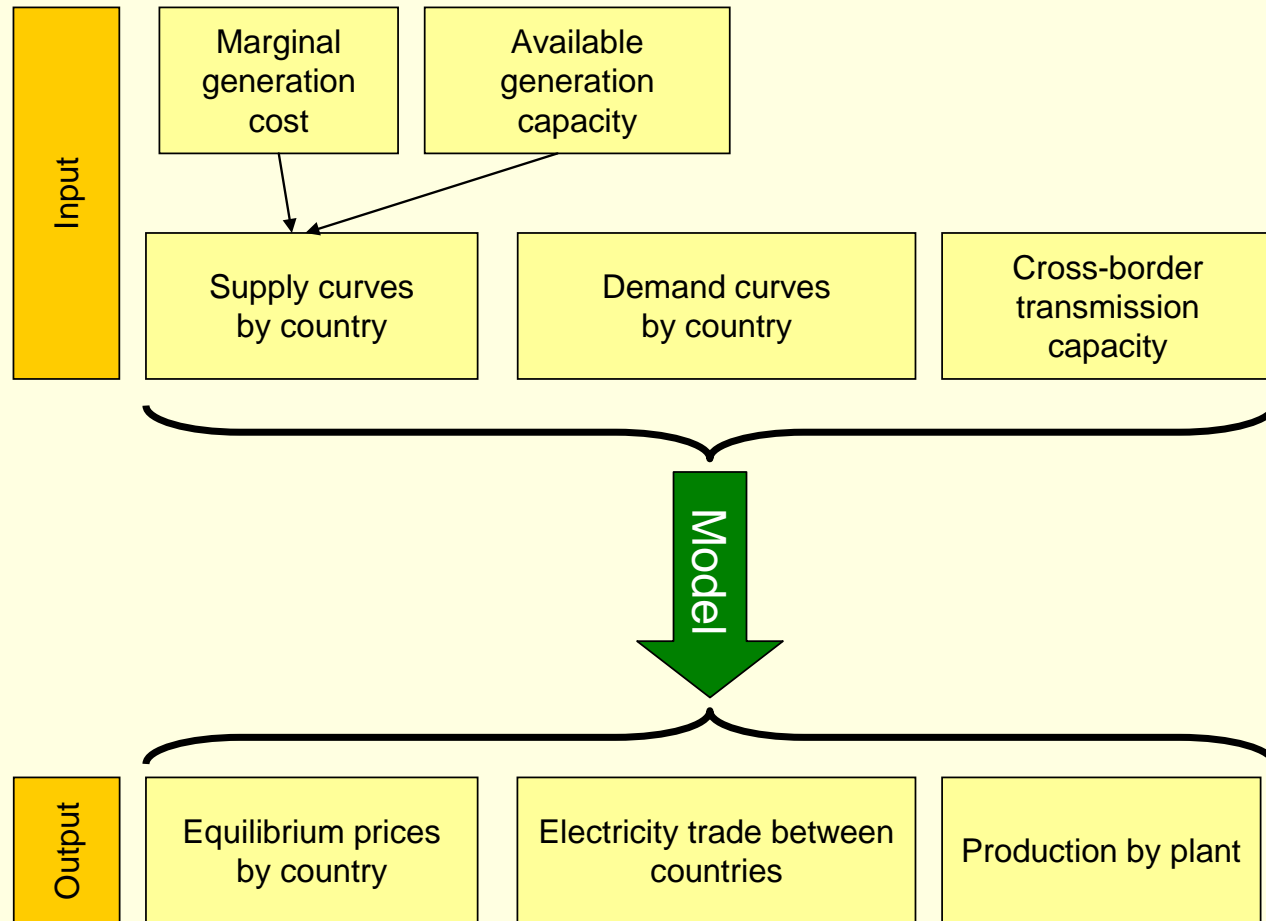 Input
Marginal
generation
cost
Available
generation
capacity
Supply curves
by country
Demand curves
by country
Cross-border
transmission
capacity
Model
Output
Equilibrium prices
by country
Electricity trade between
countries
Production by plant